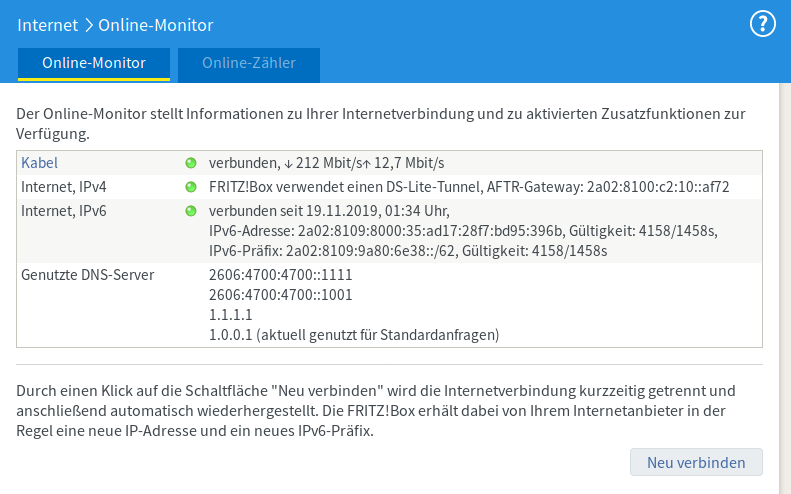 Internet > Online-Monitor
?
Online-Monitor Online-Zähler
Der Online-Monitor stellt Informationen zu Ihrer Internetverbindung und zu aktivierten Zusatzfunktionen zur
Verfügung.
Kabel verbunden, ↓ 212 Mbit/s↑ 12,7 Mbit/s
Internet, IPv4 FRITZ!Box verwendet einen DS-Lite-Tunnel, AFTR-Gateway: 2a02:8100:c2:10::af72
Internet, IPv6 verbunden seit 19.11.2019, 01:34 Uhr,
IPv6-Adresse: 2a02:8109:8000:35:ad17:28f7:bd95:396b, Gültigkeit: 4158/1458s,
IPv6-Präfix: 2a02:8109:9a80:6e38::/62, Gültigkeit: 4158/1458s
Genutzte DNS-Server 2606:4700:4700::1111
2606:4700:4700::1001
1.1.1.1
1.0.0.1 (aktuell genutzt für Standardanfragen)
Durch einen Klick auf die Schaltfläche "Neu verbinden" wird die Internetverbindung kurzzeitig getrennt und
anschließend automatisch wiederhergestellt. Die FRITZ!Box erhält dabei von Ihrem Internetanbieter in der
Regel eine neue IP-Adresse und ein neues IPv6-Präfix.
Neu verbinden